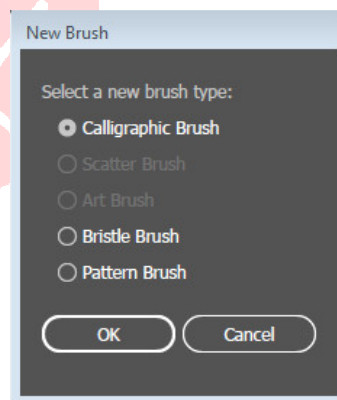 New Brush
Select a new brush type:
Calligraphic Brush
Scatter Brush
Art Brush
Bristle Brush
Pattern Brush
OK Cancel